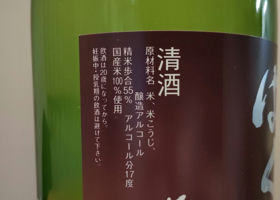 清酒
原材料名 米、米こうじ、
醸造アルコール
精米歩合55% アルコール分17度
国産米100%使用
飲酒は20歳になってから。
妊娠中・授乳期の飲酒は避けて下さい。